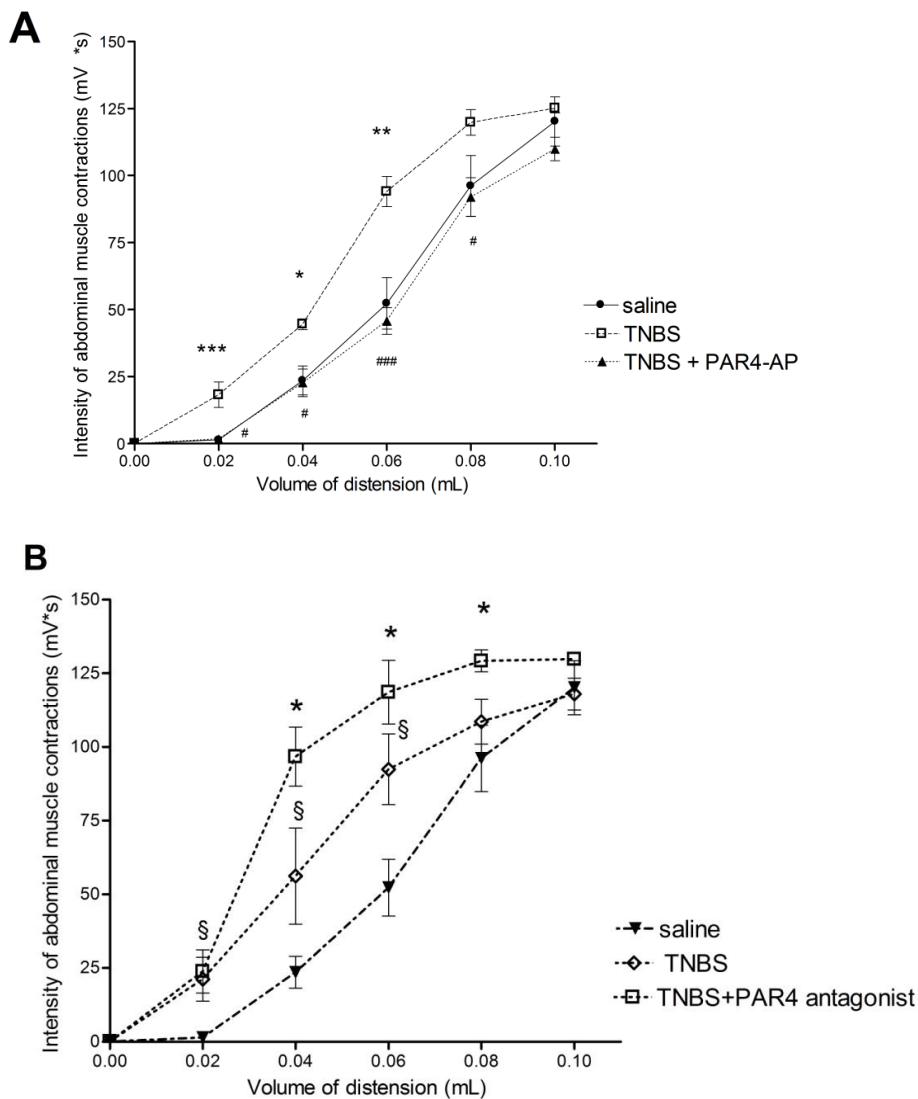 A
Intensity of abdominal muscle contractions (mV *s)
150
125
100
75
50
25
0
***
*
**
#
#
###
#
0.00 0.02 0.04 0.06 0.08 0.10
Volume of distension (mL)
saline
TNBS
TNBS + PAR4-AP
B
Intensity of abdominal muscle contractions (mV*s)
150
125
100
75
50
25
0
§
*
§
*
§
*
0.00 0.02 0.04 0.06 0.08 0.10
Volume of distension (mL)
saline
TNBS
TNBS+PAR4 antagonist